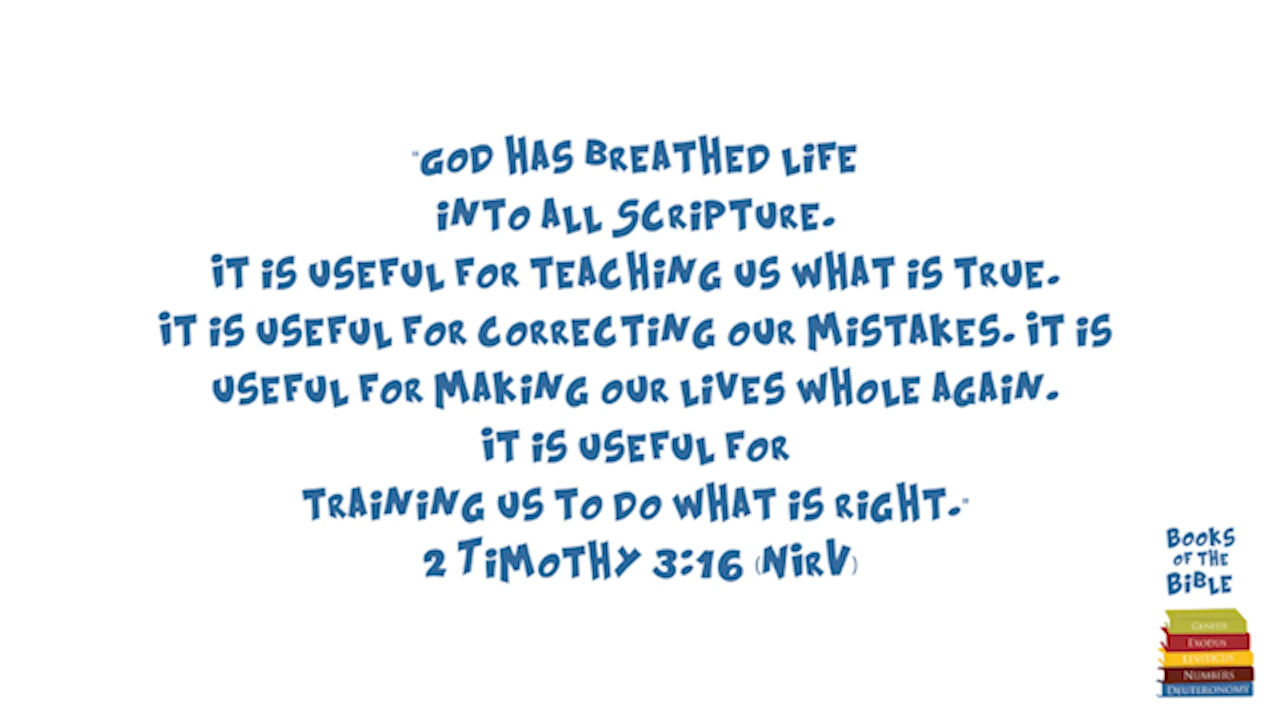 "GOD HAS BREATHED LiFE
iNTO ALL SCRiPTURE.
iT iS USEFUL FOR TEACHiNG US WHAT iS TRUE.
iT iS USEFUL FOR CORRECTiNG OUR MiSTAKES. iT iS
USEFUL FOR MAKiNG OUR LiVES WHOLE AGAiN.
iT iS USEFUL FOR
TRAiNiNG US TO DO WHAT iS RiGHT."
2 TiMOTHY 3:16 (NiRV)
BOOKS
OF THE
BiBLE
GENESIS
EXODUS
LEVITICUS
NUMBERS
DEUTERONOMY